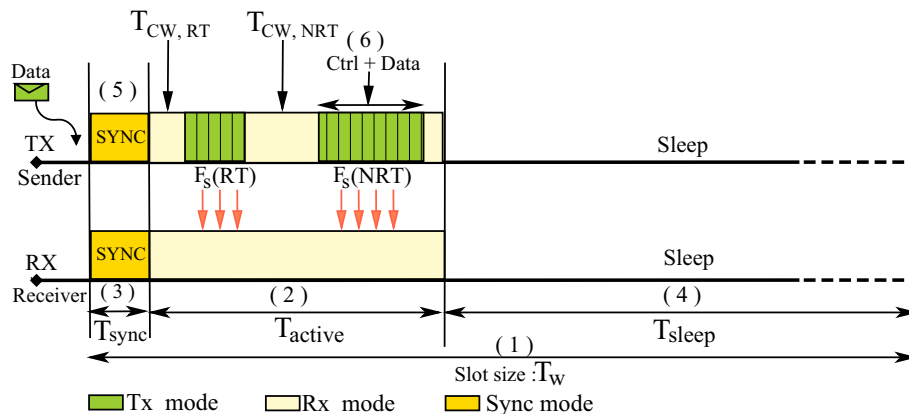 T_CW, RT T_CW, NRT
( 6 )
Ctrl + Data
Data
( 5 )
SYNC
TX
Sleep
Sender
F_s(RT) F_s(NRT)
SYNC
RX
Sleep
Receiver
( 3 ) ( 2 ) ( 4 )
T_sync T_active T_sleep
( 1 )
Slot size :T_W
Tx mode Rx mode Sync mode